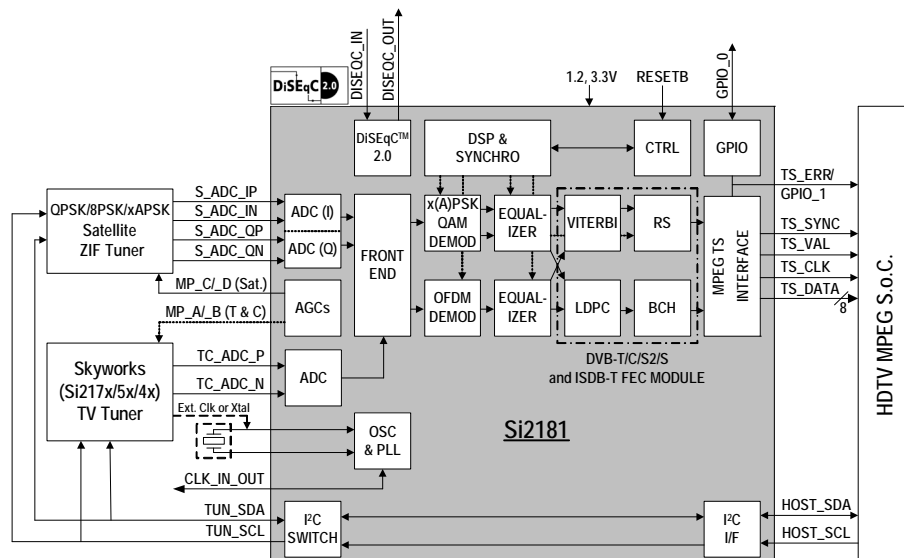 DiSEqC 2.0
DISEQC_IN
DISEQC_OUT
1.2, 3.3V
RESETB
GPIO_0
DiSEqC™
2.0
DSP &
SYNCHRO
CTRL
GPIO
TS_ERR/
GPIO_1
QPSK/8PSK/xAPSK
Satellite
ZIF Tuner
S_ADC_IP
S_ADC_IN
S_ADC_QP
S_ADC_QN
ADC (I)
ADC (Q)
FRONT
END
x(A)PSK
QAM
DEMOD
EQUAL-
IZER
VITERBI
RS
MPEG TS
INTERFACE
TS_SYNC
TS_VAL
TS_CLK
TS_DATA
8
HDTV MPEG S.o.C.
MP_C/_D (Sat.)
AGCs
MP_A/_B (T & C)
OFDM
DEMOD
EQUAL-
IZER
LDPC
BCH
Skyworks
(Si217x/5x/4x)
TV Tuner
TC_ADC_P
TC_ADC_N
ADC
DVB-T/C/S2/S
and ISDB-T FEC MODULE
Ext. Clk or Xtal
OSC
& PLL
Si2181
CLK_IN_OUT
TUN_SDA
TUN_SCL
I²C
SWITCH
I²C
I/F
HOST_SDA
HOST_SCL